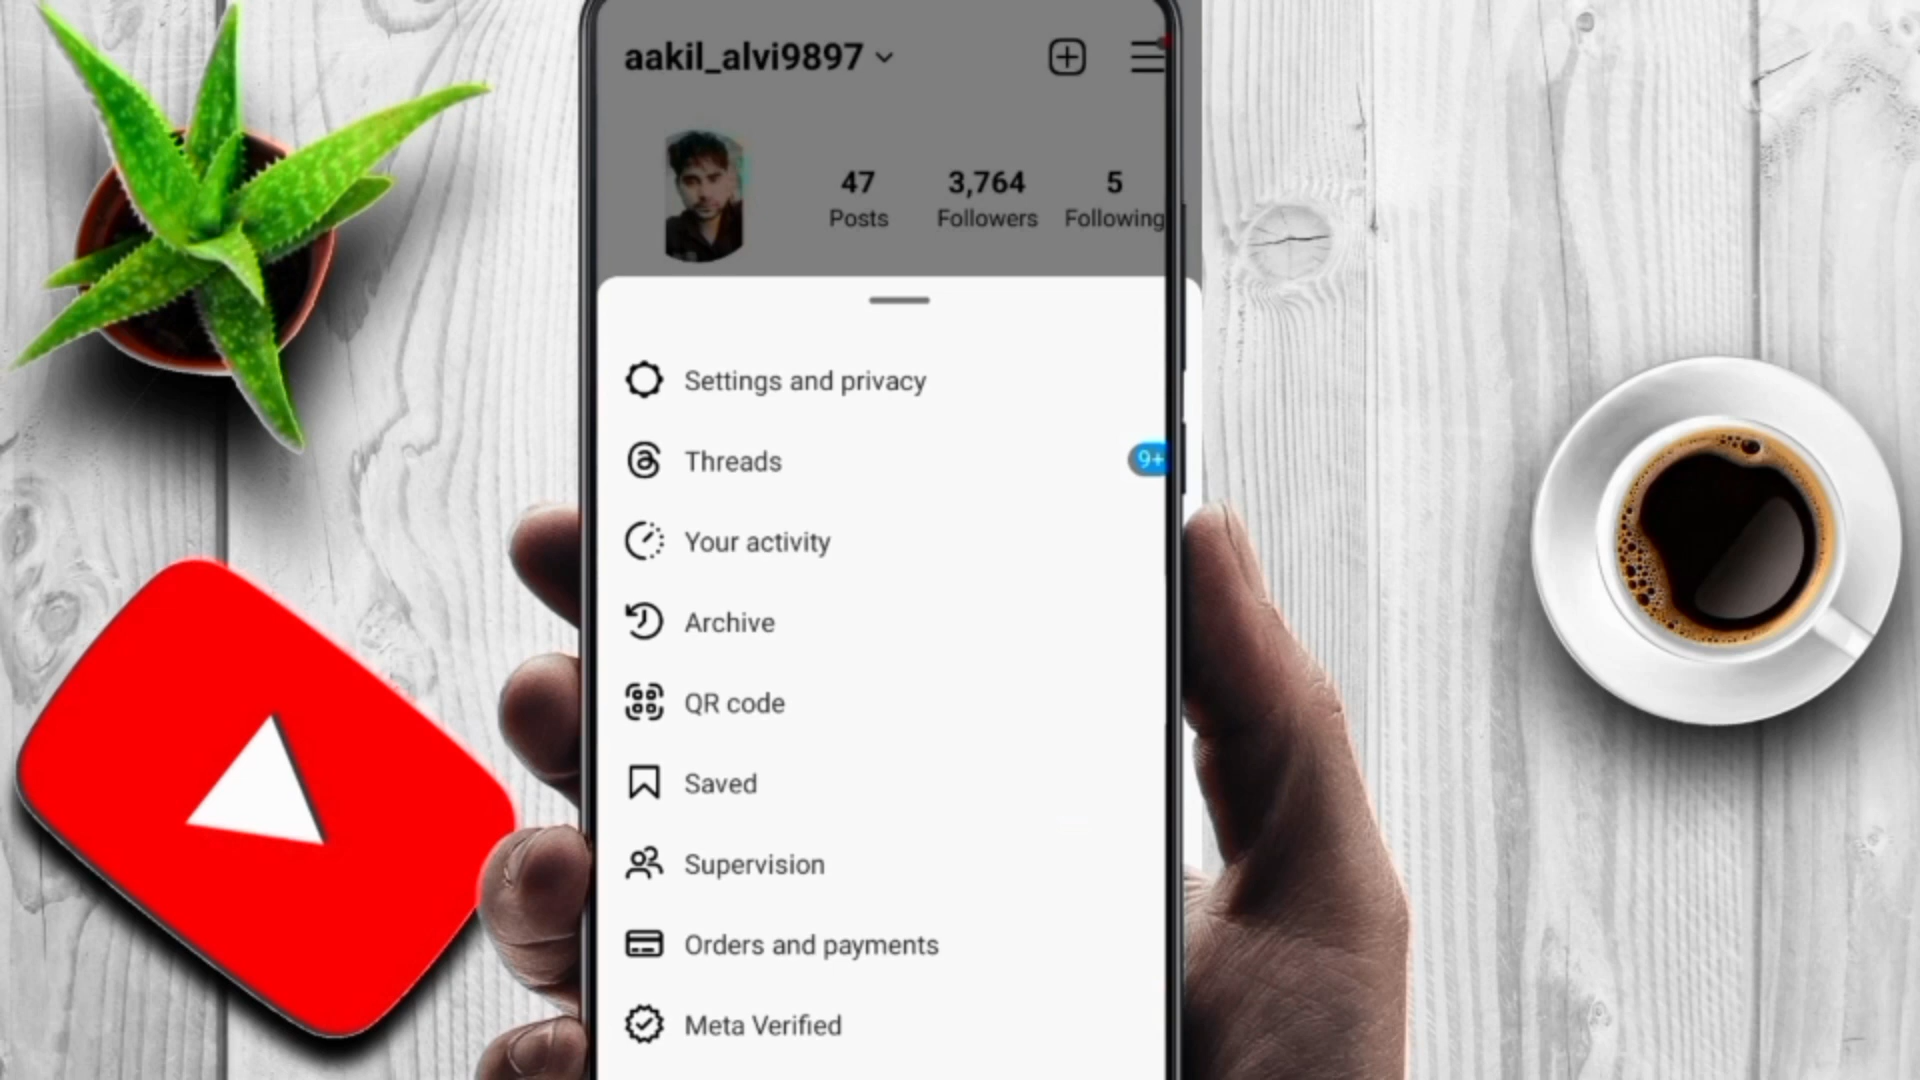 aakil_alvi9897
47 3,764 5
Posts Followers Following
Settings and privacy
Threads 9+
Your activity
Archive
QR code
Saved
Supervision
Orders and payments
Meta Verified